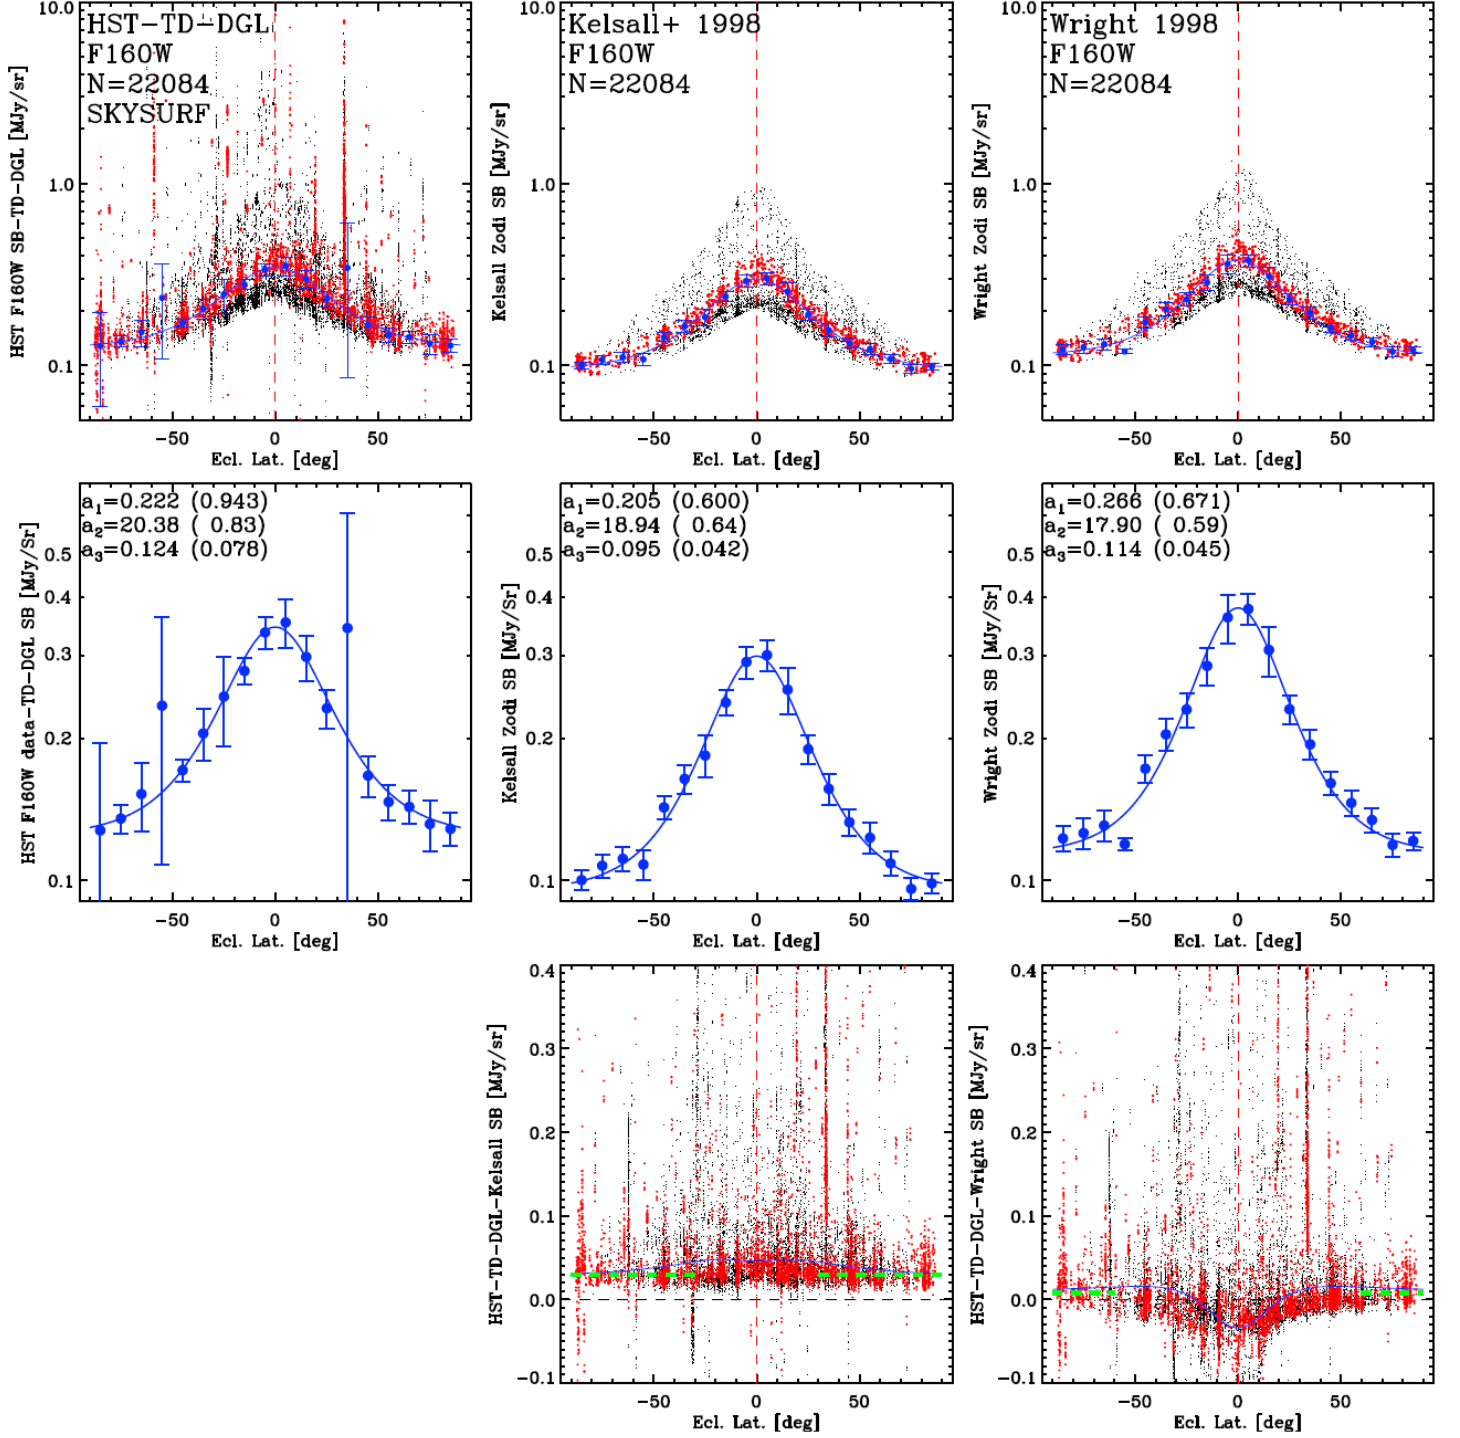 HST-TD-DGL
F160W
N=22084
SKYSURF
10.0
1.0
0.1
HST F160W SB-TD-DGL [MJy/sr]
-50
0
50
Ecl. Lat. [deg]
Kelsall+ 1998
F160W
N=22084
10.0
1.0
0.1
Kelsall Zodi SB [MJy/sr]
-50
0
50
Ecl. Lat. [deg]
Wright 1998
F160W
N=22084
10.0
1.0
0.1
Wright Zodi SB [MJy/sr]
-50
0
50
Ecl. Lat. [deg]
a1=0.222 (0.943)
a2=20.38 ( 0.83)
a3=0.124 (0.078)
0.5
0.4
0.3
0.2
0.1
HST F160W data-TD-DGL SB [MJy/Sr]
-50
0
50
Ecl. Lat. [deg]
a1=0.205 (0.600)
a2=18.94 ( 0.64)
a3=0.095 (0.042)
0.5
0.4
0.3
0.2
0.1
Kelsall Zodi SB [MJy/Sr]
-50
0
50
Ecl. Lat. [deg]
a1=0.266 (0.671)
a2=17.90 ( 0.59)
a3=0.114 (0.045)
0.5
0.4
0.3
0.2
0.1
Wright Zodi SB [MJy/Sr]
-50
0
50
Ecl. Lat. [deg]
0.4
0.3
0.2
0.1
0.0
-0.1
HST-TD-DGL-Kelsall SB [MJy/sr]
-50
0
50
Ecl. Lat. [deg]
0.4
0.3
0.2
0.1
0.0
-0.1
HST-TD-DGL-Wright SB [MJy/sr]
-50
0
50
Ecl. Lat. [deg]